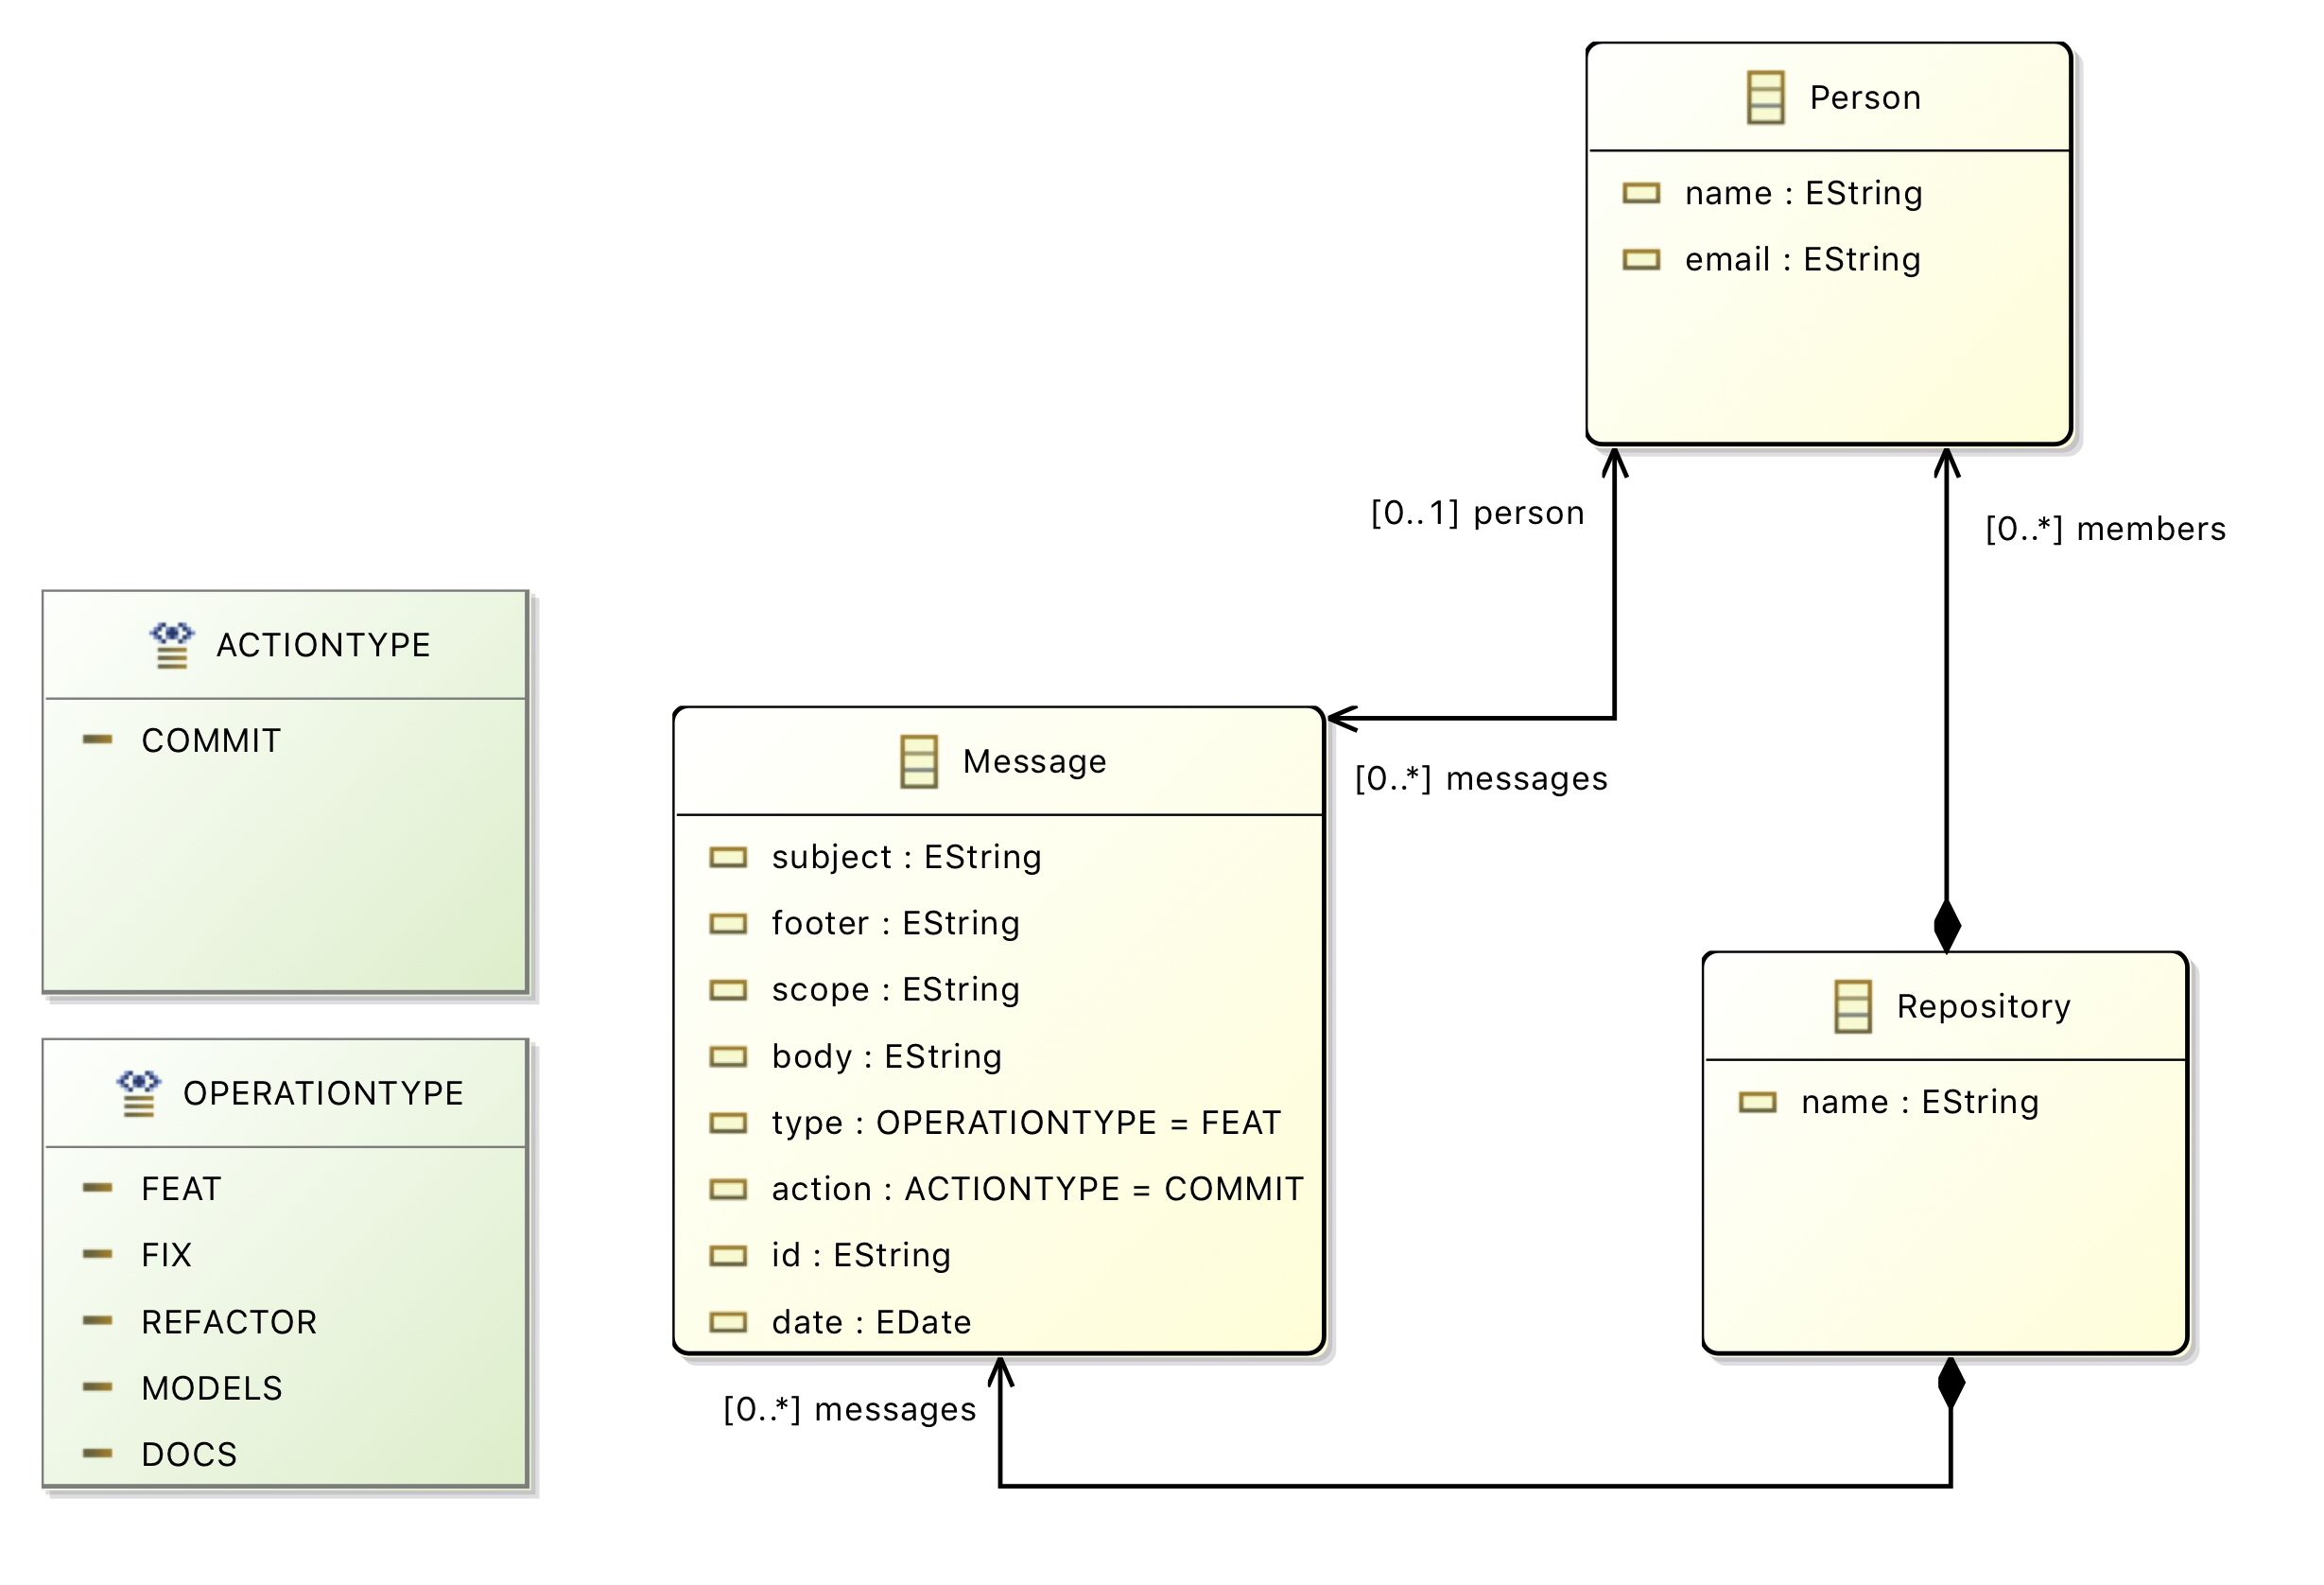 Person
name : EString
email : EString
[0..1] person
[0..*] members
ACTIONTYPE
COMMIT
Message
[0..*] messages
subject : EString
footer : EString
scope : EString
body : EString
type : OPERATIONTYPE = FEAT
action : ACTIONTYPE = COMMIT
id : EString
date : EDate
Repository
name : EString
OPERATIONTYPE
FEAT
FIX
REFACTOR
MODELS
DOCS
[0..*] messages